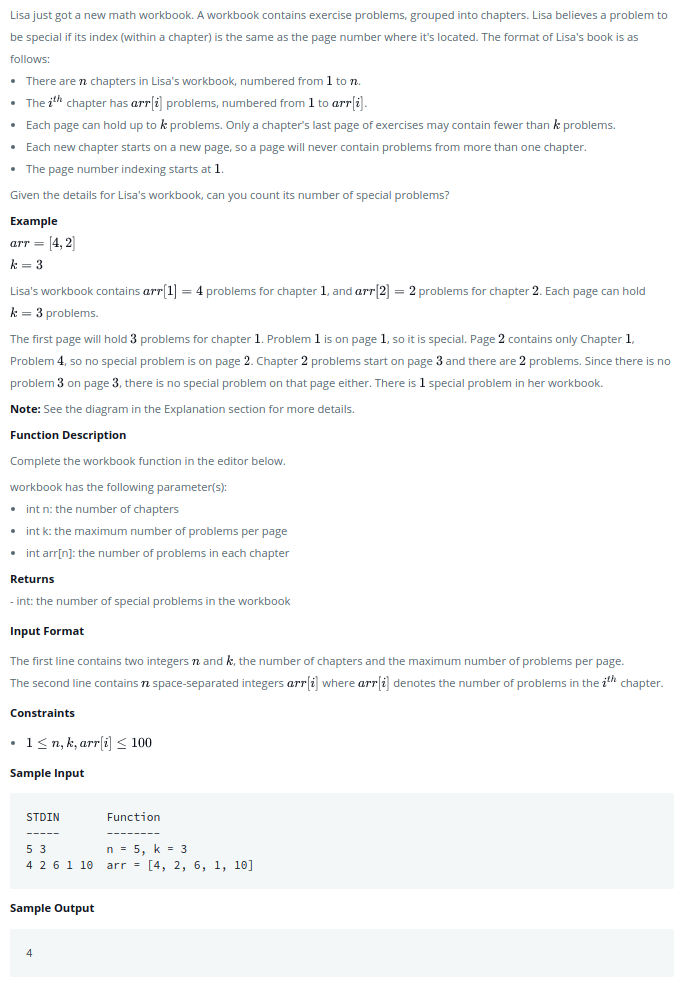 Lisa just got a new math workbook. A workbook contains exercise problems, grouped into chapters. Lisa believes a problem to
be special if its index (within a chapter) is the same as the page number where it's located. The format of Lisa's book is as
follows:
• There are n chapters in Lisa's workbook, numbered from 1 to n.
• The iᵗʰ chapter has arr[i] problems, numbered from 1 to arr[i].
• Each page can hold up to k problems. Only a chapter's last page of exercises may contain fewer than k problems.
• Each new chapter starts on a new page, so a page will never contain problems from more than one chapter.
• The page number indexing starts at 1.
Given the details for Lisa's workbook, can you count its number of special problems?
Example
arr = [4, 2]
k = 3
Lisa's workbook contains arr[1] = 4 problems for chapter 1, and arr[2] = 2 problems for chapter 2. Each page can hold
k = 3 problems.
The first page will hold 3 problems for chapter 1. Problem 1 is on page 1, so it is special. Page 2 contains only Chapter 1,
Problem 4, so no special problem is on page 2. Chapter 2 problems start on page 3 and there are 2 problems. Since there is no
problem 3 on page 3, there is no special problem on that page either. There is 1 special problem in her workbook.
Note: See the diagram in the Explanation section for more details.
Function Description
Complete the workbook function in the editor below.
workbook has the following parameter(s):
• int n: the number of chapters
• int k: the maximum number of problems per page
• int arr[n]: the number of problems in each chapter
Returns
- int: the number of special problems in the workbook
Input Format
The first line contains two integers n and k, the number of chapters and the maximum number of problems per page.
The second line contains n space-separated integers arr[i] where arr[i] denotes the number of problems in the iᵗʰ chapter.
Constraints
• 1 ≤ n, k, arr[i] ≤ 100
Sample Input
STDIN Function
----- --------
5 3 n = 5, k = 3
4 2 6 1 10 arr = [4, 2, 6, 1, 10]
Sample Output
4